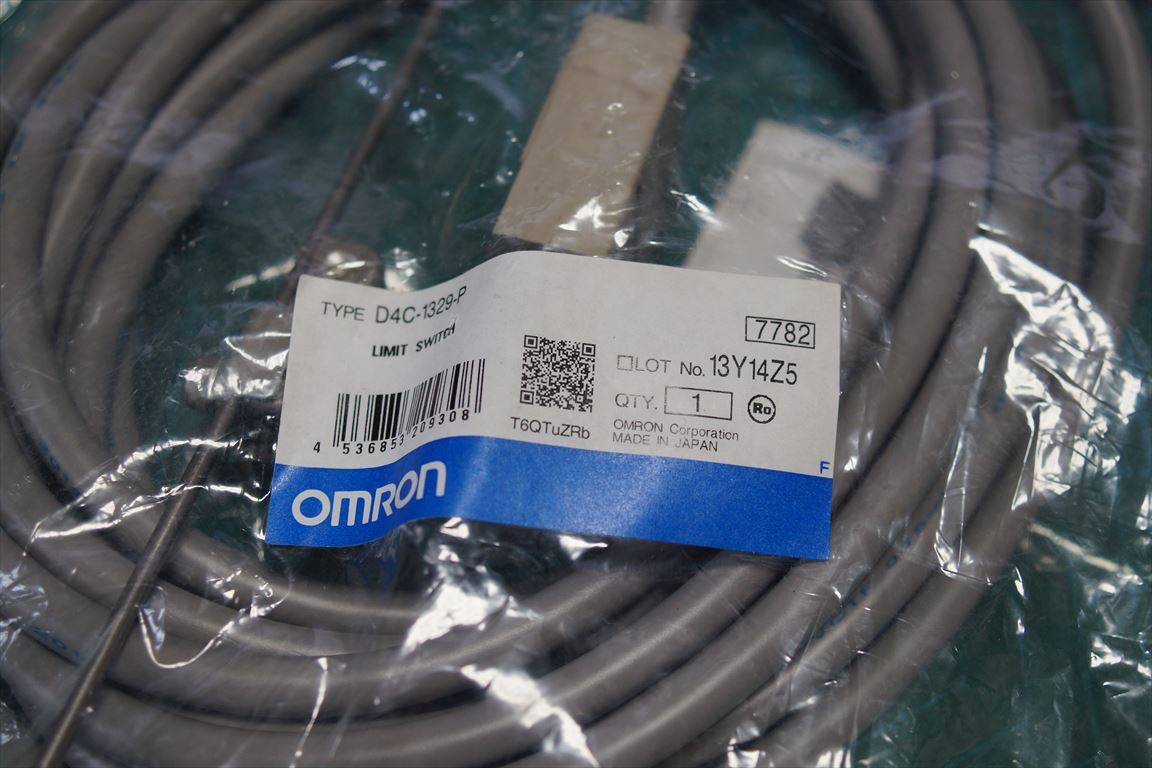 TYPE D4C-1329-P
LIMIT SWITCH
4 536853 209308
T6QTuZRb
7782
□LOT No. 13Y14Z5
QTY. 1 Ro
OMRON Corporation
MADE IN JAPAN
F
OMRON